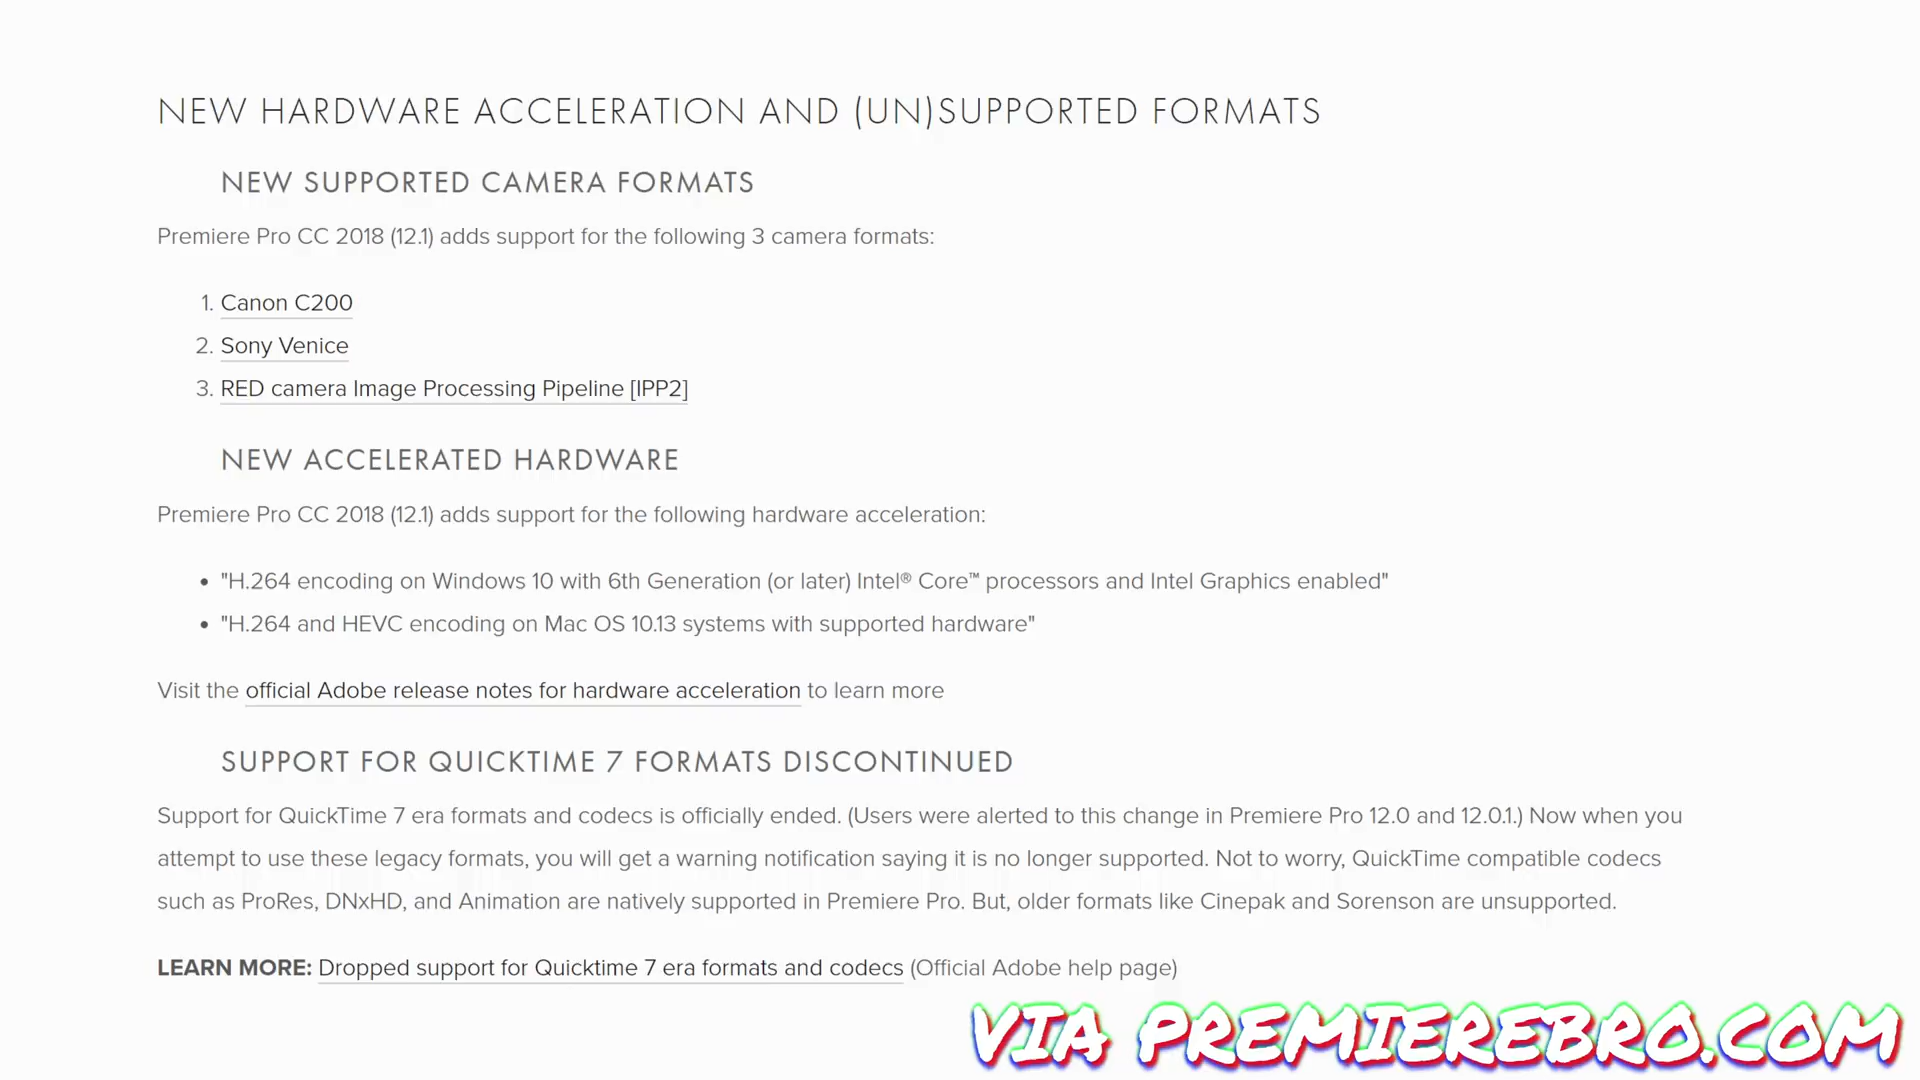 NEW HARDWARE ACCELERATION AND (UN)SUPPORTED FORMATS
NEW SUPPORTED CAMERA FORMATS
Premiere Pro CC 2018 (12.1) adds support for the following 3 camera formats:
1. Canon C200
2. Sony Venice
3. RED camera Image Processing Pipeline [IPP2]
NEW ACCELERATED HARDWARE
Premiere Pro CC 2018 (12.1) adds support for the following hardware acceleration:
• "H.264 encoding on Windows 10 with 6th Generation (or later) Intel® Core™ processors and Intel Graphics enabled"
• "H.264 and HEVC encoding on Mac OS 10.13 systems with supported hardware"
Visit the official Adobe release notes for hardware acceleration to learn more
SUPPORT FOR QUICKTIME 7 FORMATS DISCONTINUED
Support for QuickTime 7 era formats and codecs is officially ended. (Users were alerted to this change in Premiere Pro 12.0 and 12.0.1.) Now when you
attempt to use these legacy formats, you will get a warning notification saying it is no longer supported. Not to worry, QuickTime compatible codecs
such as ProRes, DNxHD, and Animation are natively supported in Premiere Pro. But, older formats like Cinepak and Sorenson are unsupported.
LEARN MORE: Dropped support for Quicktime 7 era formats and codecs (Official Adobe help page)
VIA PREMIEREBRO.COM